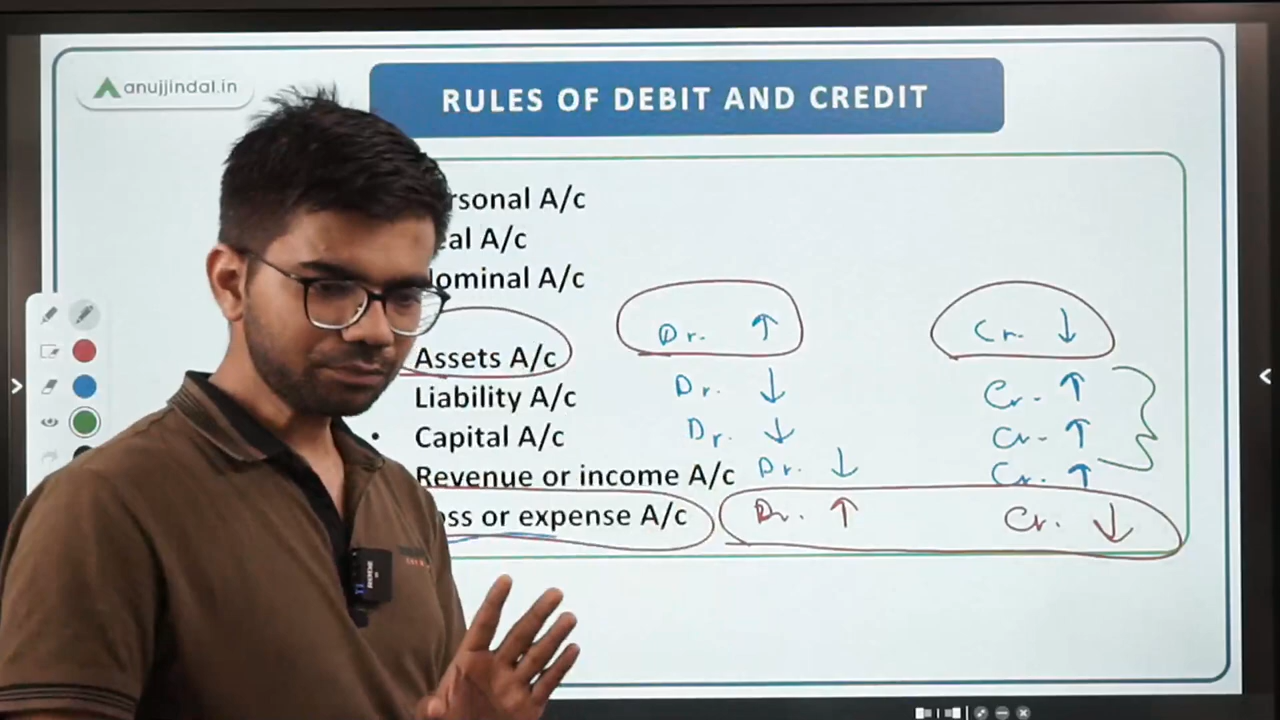 anujjindal.in
RULES OF DEBIT AND CREDIT
rsonal A/c
eal A/c
ominal A/c
Assets A/c Dr. ↑ Cr. ↓
Liability A/c Dr. ↓ Cr. ↑
• Capital A/c Dr. ↓ Cr. ↑
Revenue or income A/c Dr. ↓ Cr. ↑
oss or expense A/c Dr. ↑ Cr. ↓